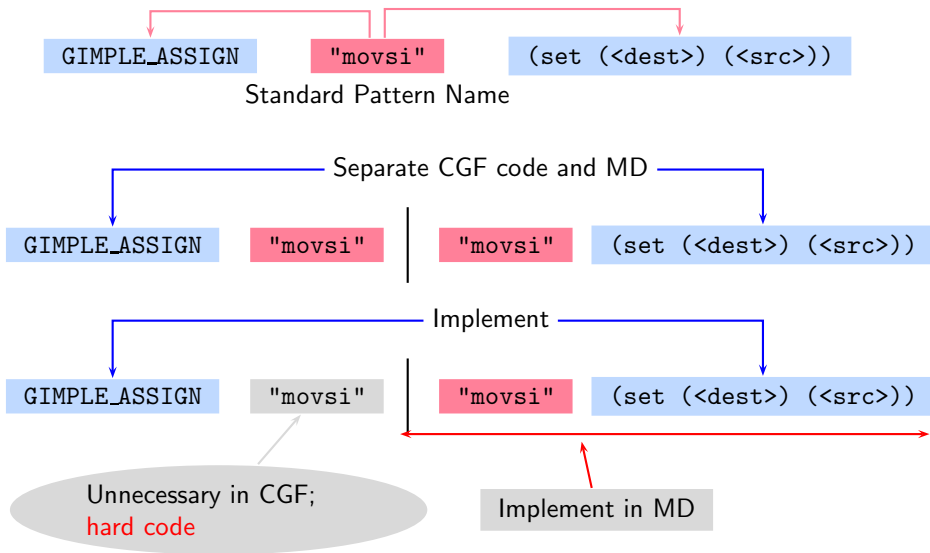 GIMPLE_ASSIGN "movsi" (set (<dest>) (<src>))
Standard Pattern Name
Separate CGF code and MD
GIMPLE_ASSIGN "movsi" "movsi" (set (<dest>) (<src>))
Implement
GIMPLE_ASSIGN "movsi" "movsi" (set (<dest>) (<src>))
Unnecessary in CGF;
hard code
Implement in MD